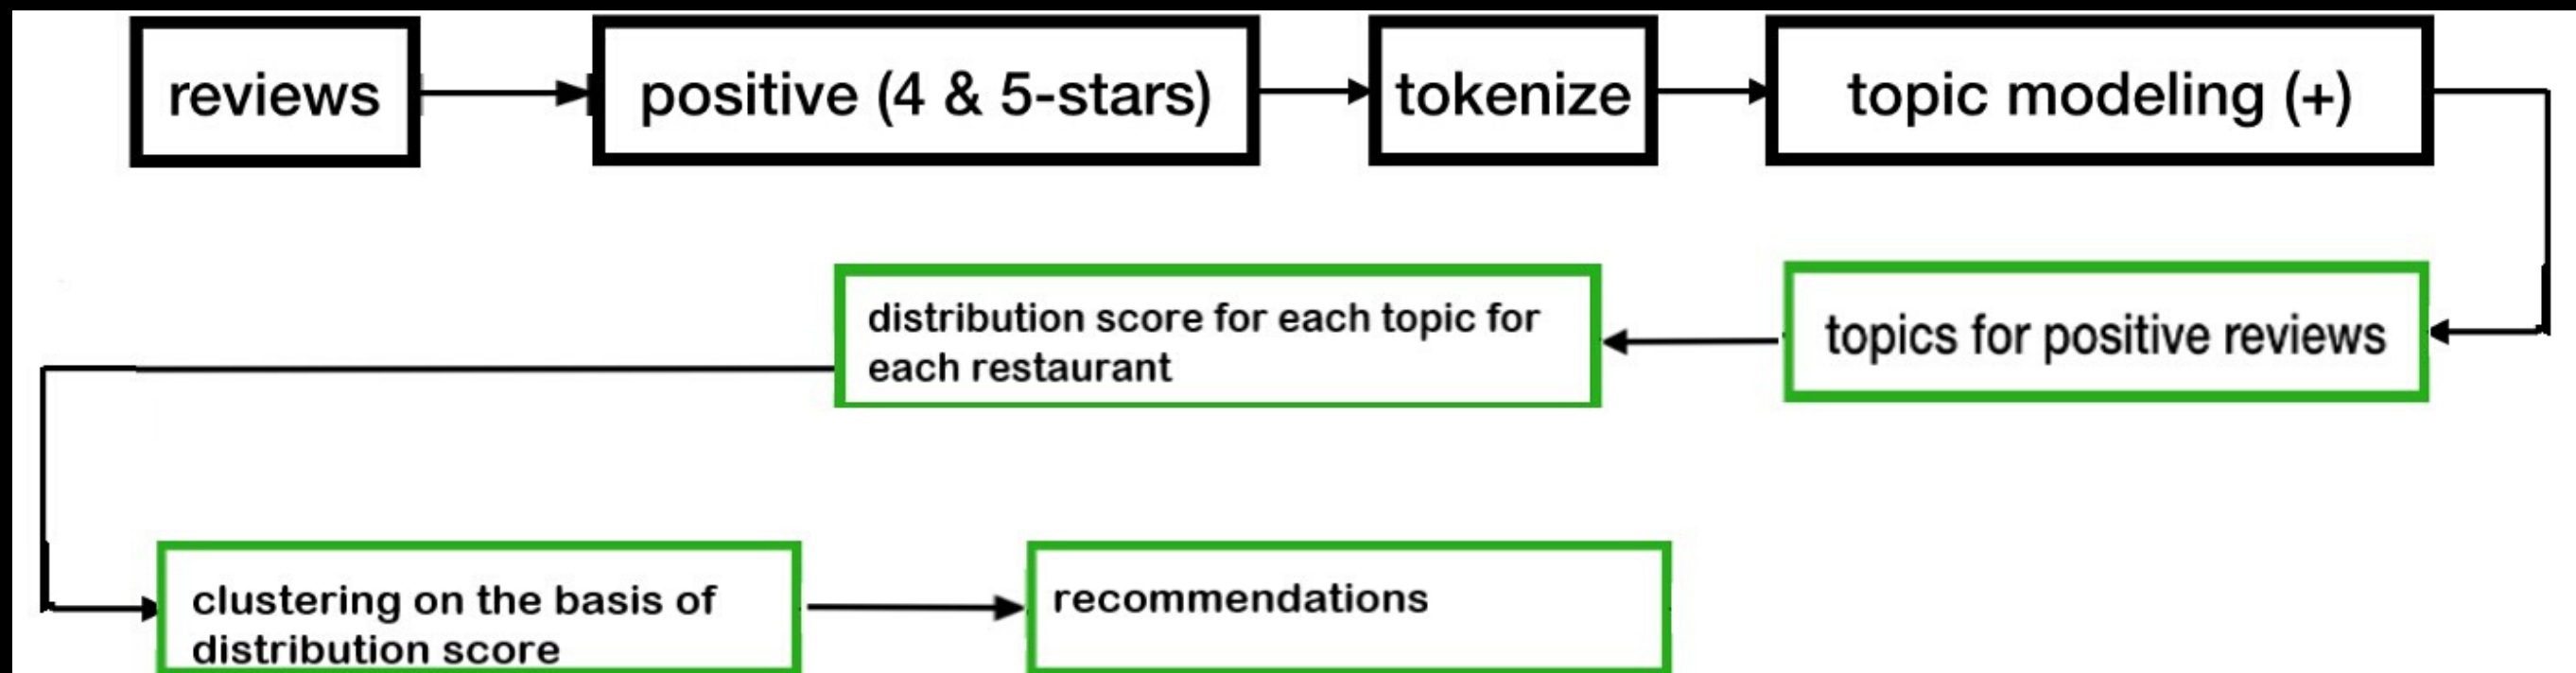 reviews
positive (4 & 5-stars)
tokenize
topic modeling (+)
topics for positive reviews
distribution score for each topic for
each restaurant
clustering on the basis of
distribution score
recommendations